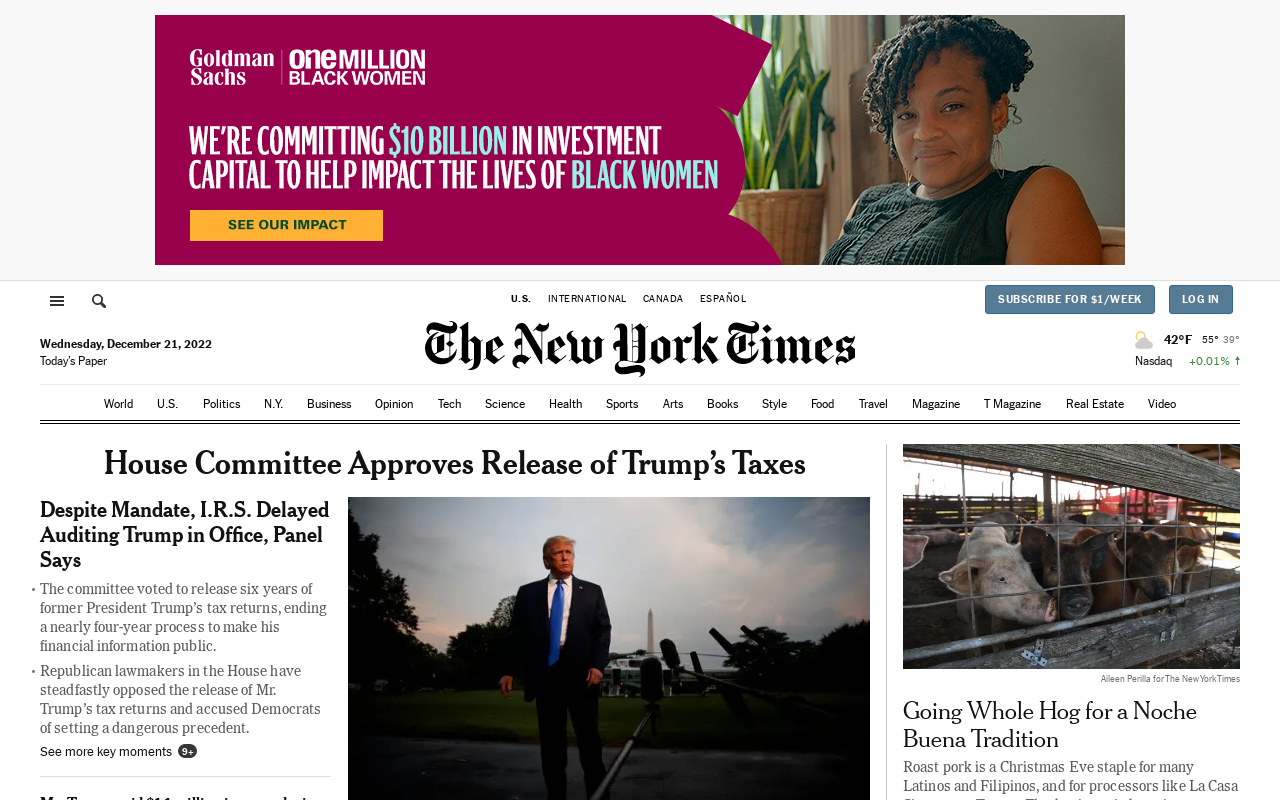 Goldman
Sachs
oneMILLION
BLACK WOMEN
WE'RE COMMITTING $10 BILLION IN INVESTMENT
CAPITAL TO HELP IMPACT THE LIVES OF BLACK WOMEN
SEE OUR IMPACT
U.S. INTERNATIONAL CANADA ESPAÑOL
SUBSCRIBE FOR $1/WEEK LOG IN
The New York Times
Wednesday, December 21, 2022
Today's Paper
42°F 55° 39°
Nasdaq +0.01% ↑
World U.S. Politics N.Y. Business Opinion Tech Science Health Sports Arts Books Style Food Travel Magazine T Magazine Real Estate Video
House Committee Approves Release of Trump's Taxes
Despite Mandate, I.R.S. Delayed
Auditing Trump in Office, Panel
Says
• The committee voted to release six years of
former President Trump's tax returns, ending
a nearly four-year process to make his
financial information public.
• Republican lawmakers in the House have
steadfastly opposed the release of Mr.
Trump's tax returns and accused Democrats
of setting a dangerous precedent.
See more key moments 9+
Aileen Perilla for The New York Times
Going Whole Hog for a Noche
Buena Tradition
Roast pork is a Christmas Eve staple for many
Latinos and Filipinos, and for processors like La Casa